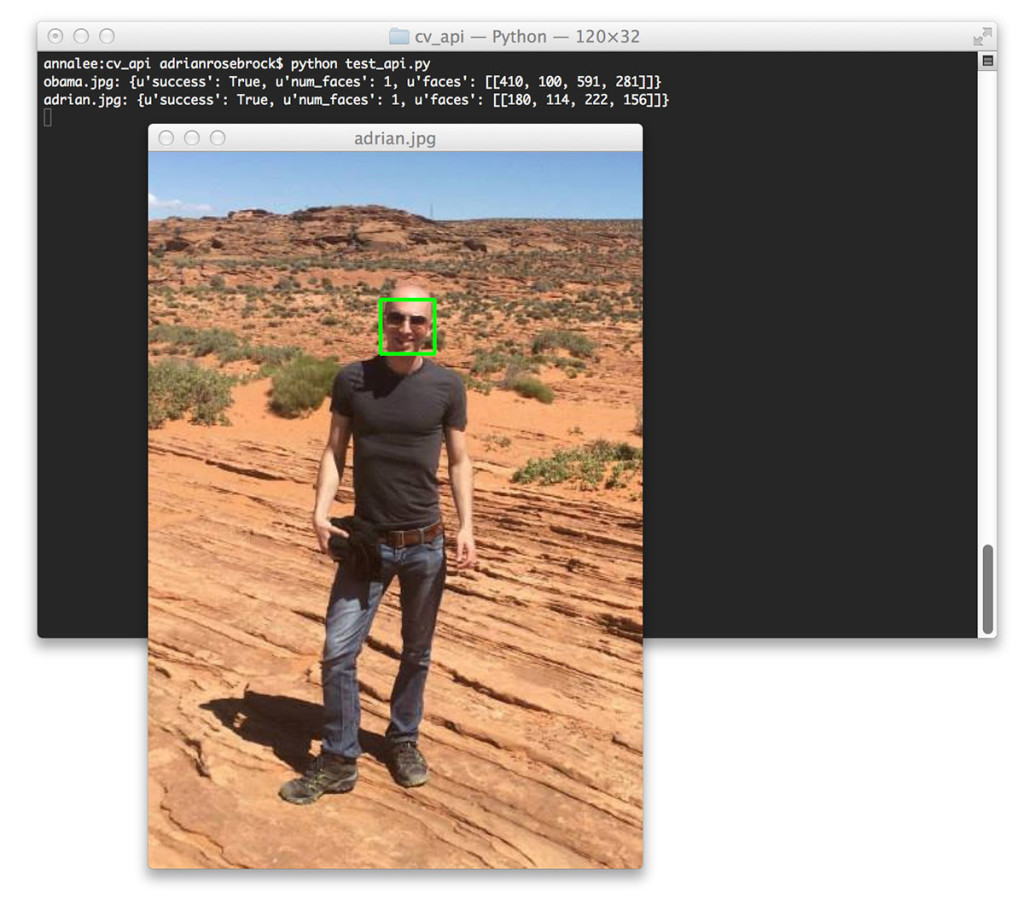 cv_api — Python — 120×32
annalee:cv_api adrianrosebrock$ python test_api.py
obama.jpg: {u'success': True, u'num_faces': 1, u'faces': [[410, 100, 591, 281]]}
adrian.jpg: {u'success': True, u'num_faces': 1, u'faces': [[180, 114, 222, 156]]}
adrian.jpg